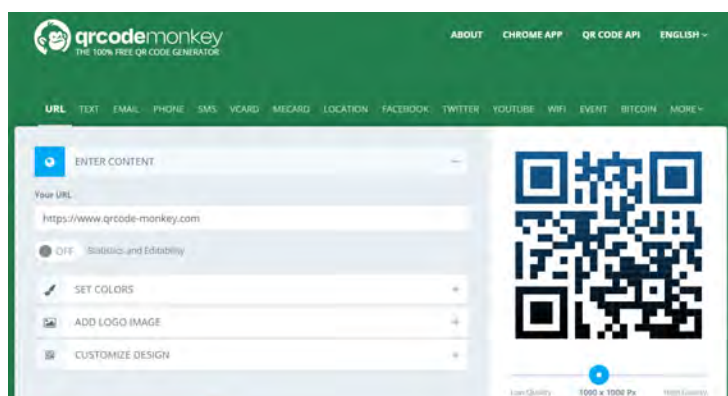 qrcodemonkey
THE 100% FREE QR CODE GENERATOR
ABOUT CHROME APP QR CODE API ENGLISH
URL TEXT EMAIL PHONE SMS VCARD MECARD LOCATION FACEBOOK TWITTER YOUTUBE WIFI EVENT BITCOIN MORE
ENTER CONTENT
Your URL
https://www.qrcode-monkey.com
OFF Statistics and Editability
SET COLORS
ADD LOGO IMAGE
CUSTOMIZE DESIGN
Low Quality 1000 x 1000 Px High Quality